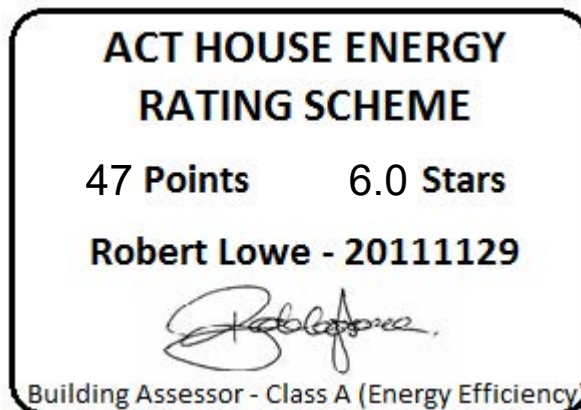 ACT HOUSE ENERGY
RATING SCHEME
47 Points 6.0 Stars
Robert Lowe - 20111129
Building Assessor - Class A (Energy Efficiency)